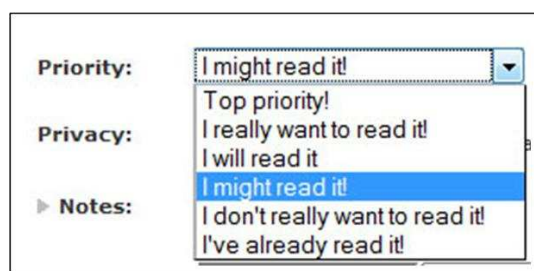 Priority: I might read it!
Top priority!
I really want to read it!
Privacy:
I will read it
I might read it!
Notes:
I don't really want to read it!
I've already read it!